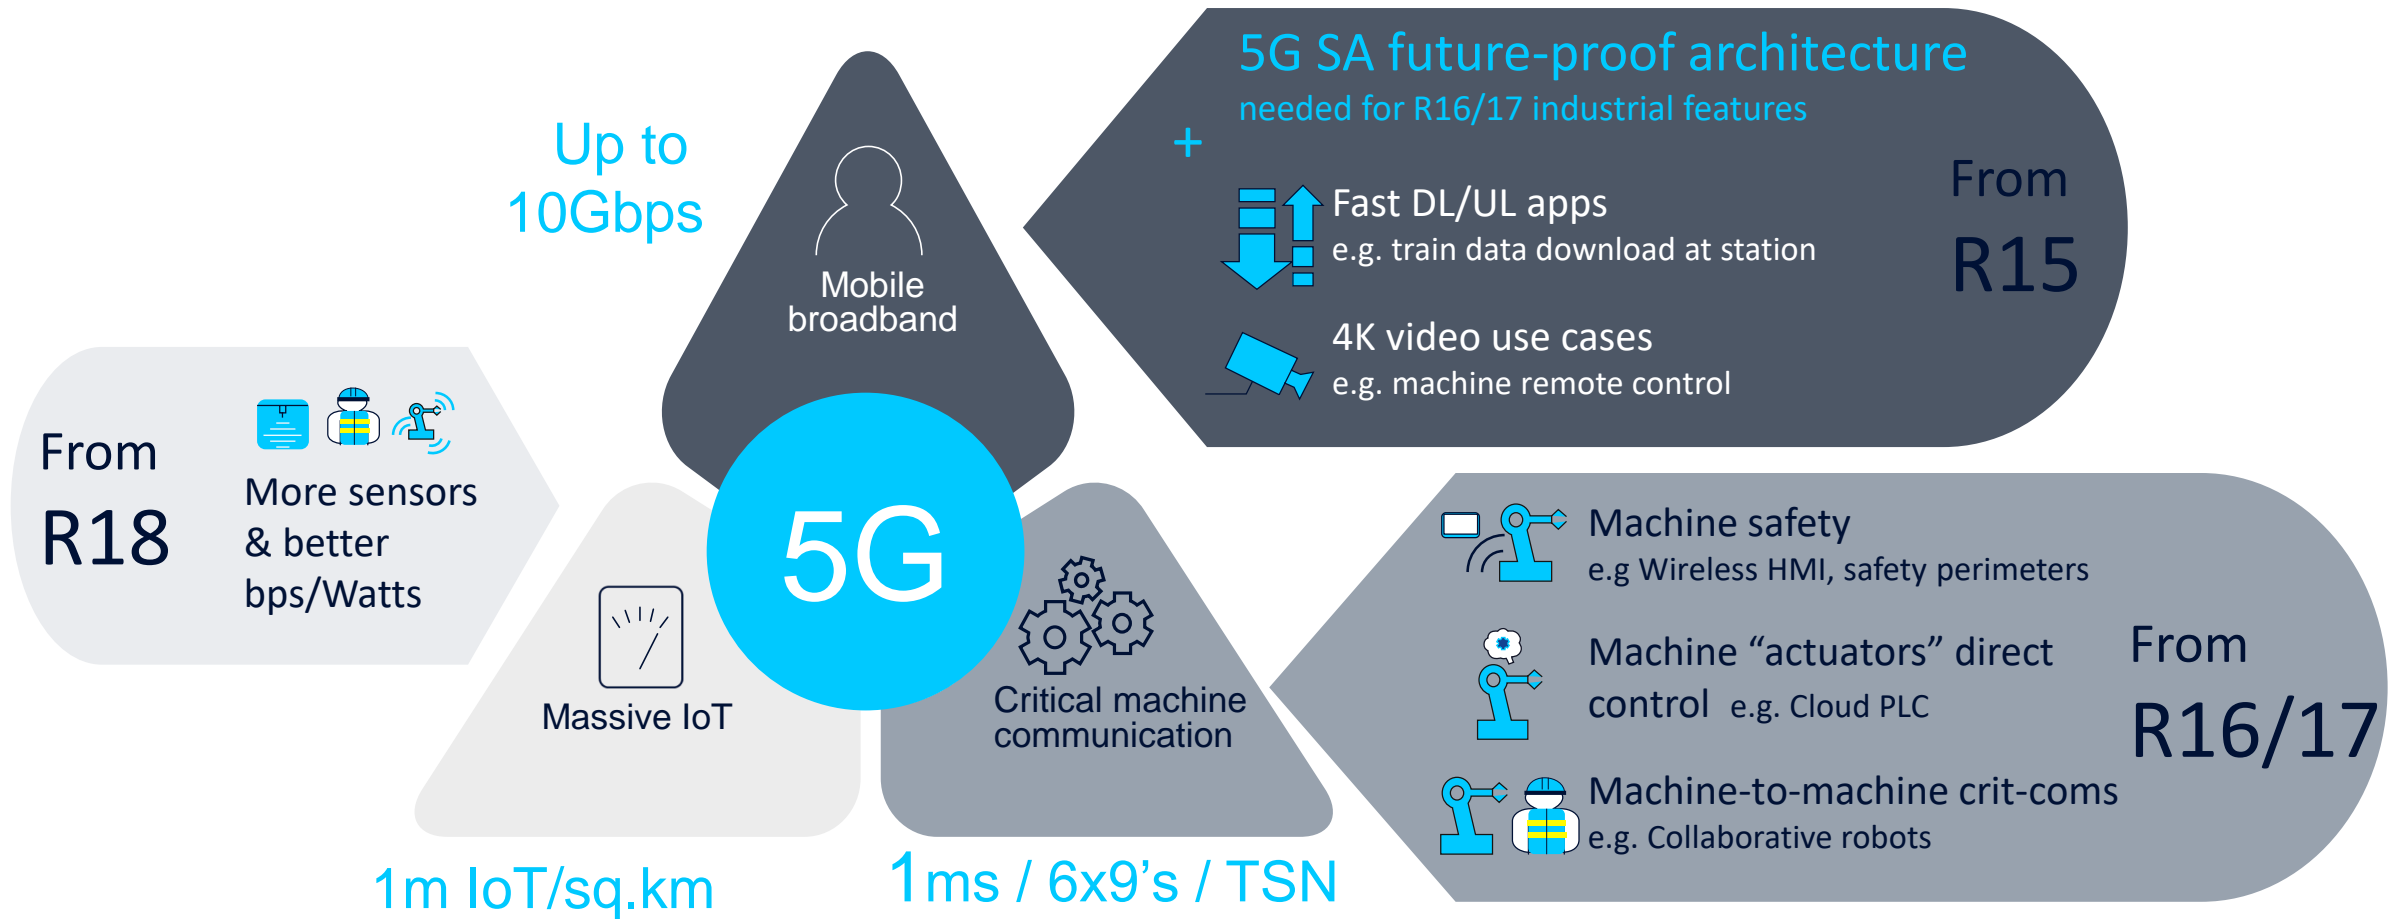 Up to
10Gbps
Mobile
broadband
5G SA future-proof architecture
needed for R16/17 industrial features
+
Fast DL/UL apps
e.g. train data download at station
4K video use cases
e.g. machine remote control
From
R15
From
R18
More sensors
& better
bps/Watts
5G
Massive IoT
1m IoT/sq.km
Critical machine
communication
1ms / 6x9’s / TSN
Machine safety
e.g Wireless HMI, safety perimeters
Machine “actuators” direct
control e.g. Cloud PLC
Machine-to-machine crit-coms
e.g. Collaborative robots
From
R16/17